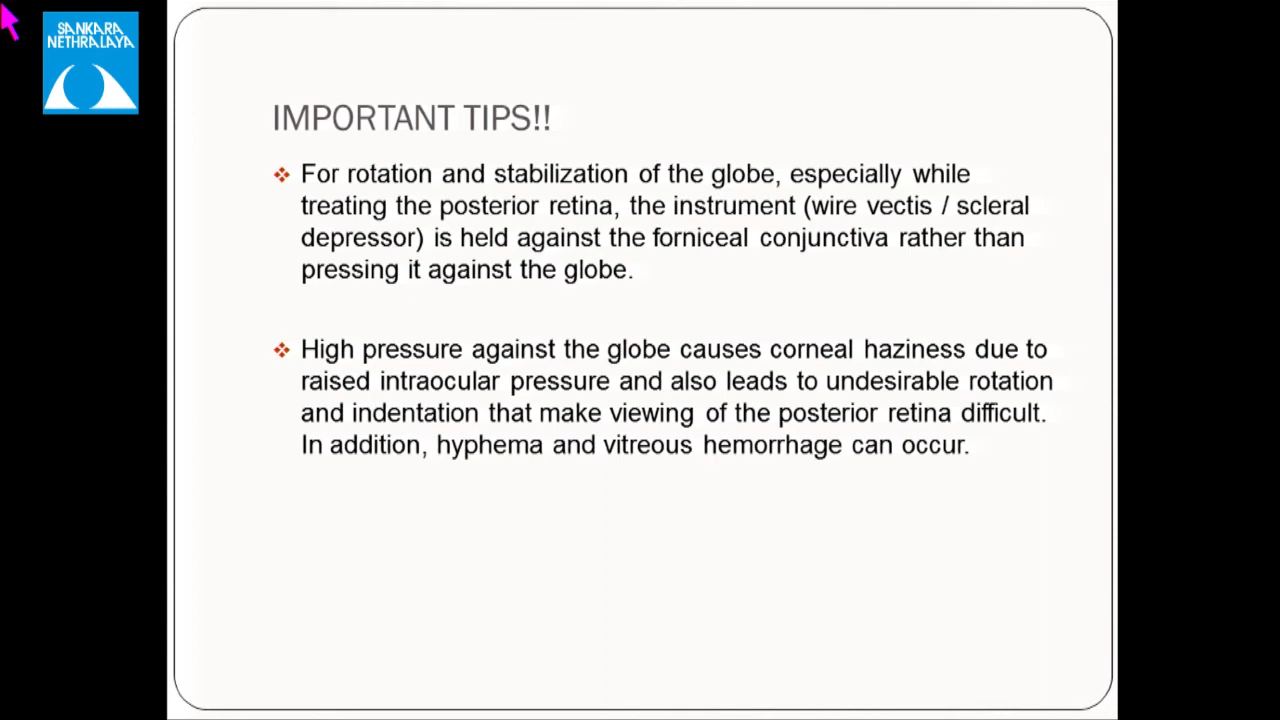 SANKARA
NETHRALAYA
IMPORTANT TIPS!!
For rotation and stabilization of the globe, especially while
treating the posterior retina, the instrument (wire vectis / scleral
depressor) is held against the forniceal conjunctiva rather than
pressing it against the globe.
High pressure against the globe causes corneal haziness due to
raised intraocular pressure and also leads to undesirable rotation
and indentation that make viewing of the posterior retina difficult.
In addition, hyphema and vitreous hemorrhage can occur.